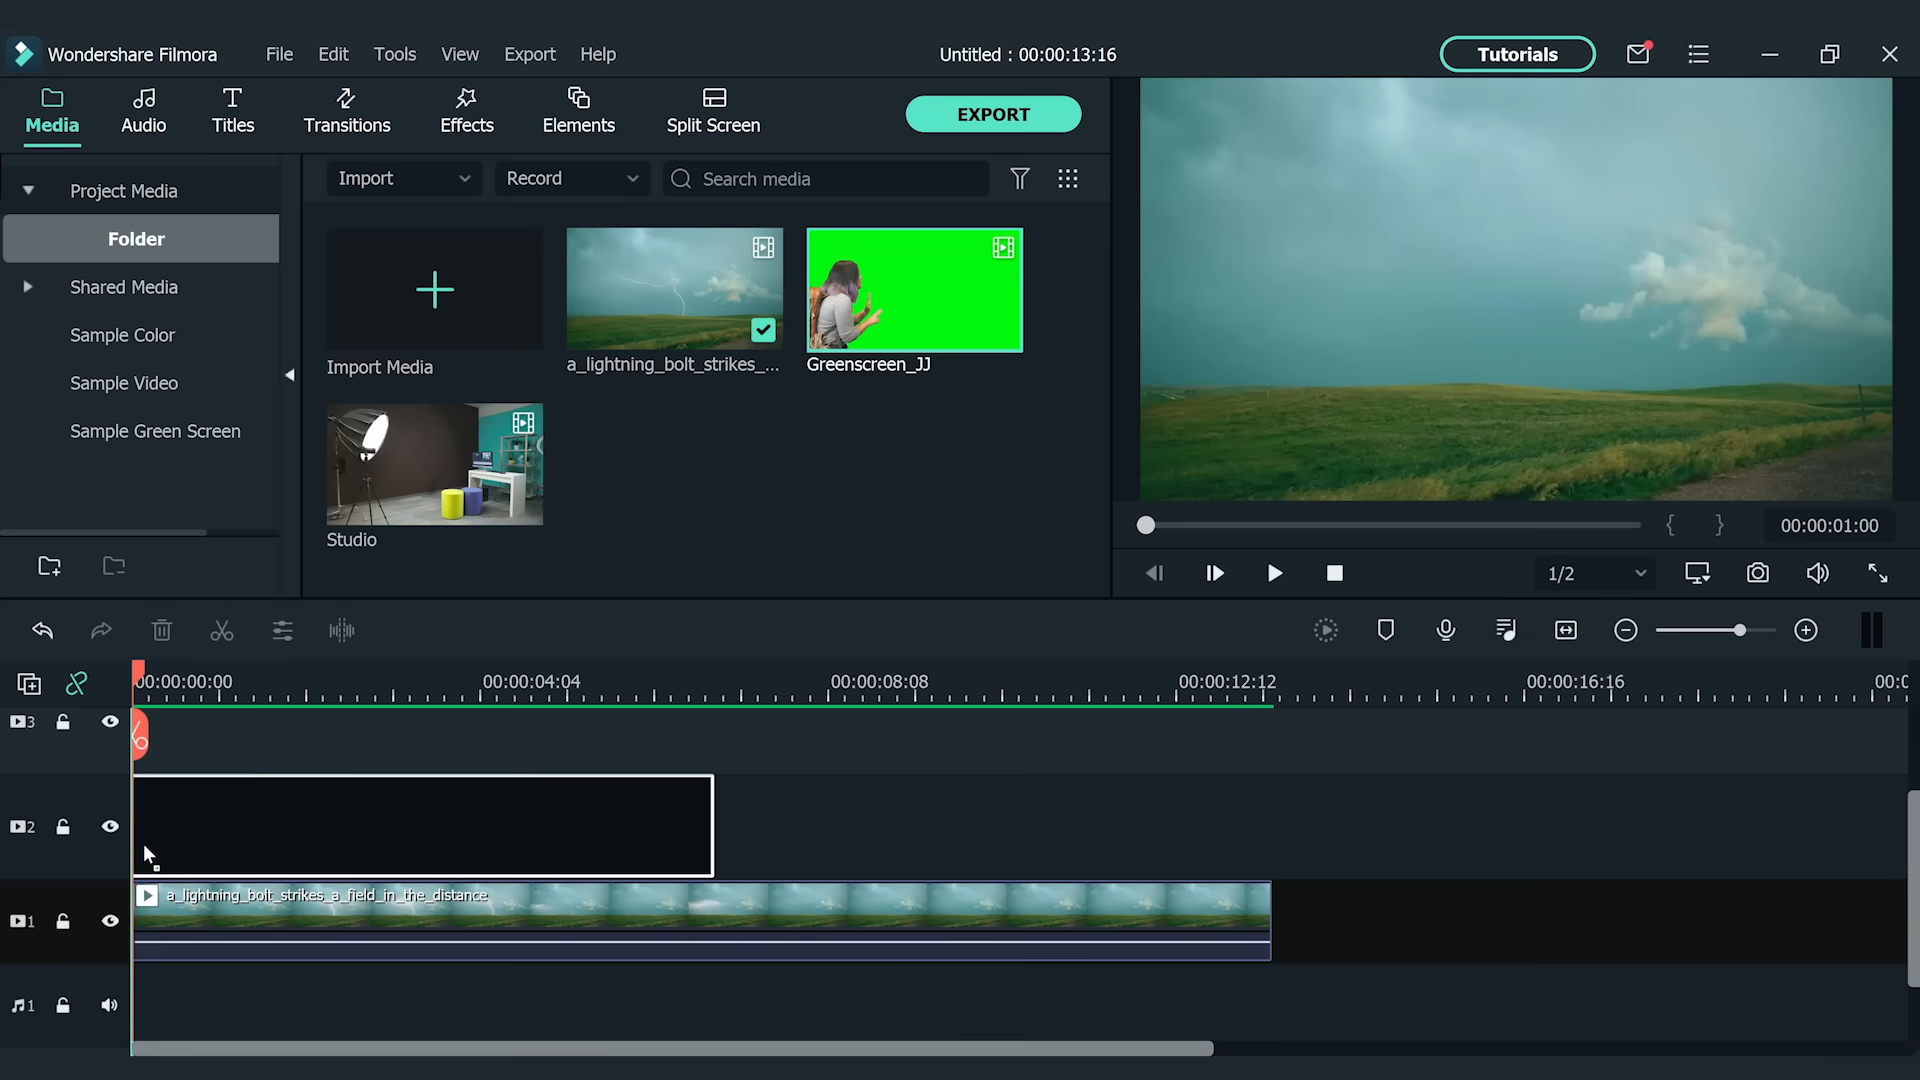 Wondershare Filmora
File
Edit
Tools
View
Export
Help
Untitled : 00:00:13:16
Tutorials
Media
Audio
Titles
Transitions
Effects
Elements
Split Screen
EXPORT
Project Media
Folder
Shared Media
Sample Color
Sample Video
Sample Green Screen
Import
Record
Search media
Import Media
a_lightning_bolt_strikes_...
Greenscreen_JJ
Studio
00:00:01:00
1/2
00:00:00:00
00:00:04:04
00:00:08:08
00:00:12:12
00:00:16:16
00:0
3
2
a_lightning_bolt_strikes_a_field_in_the_distance
1
1